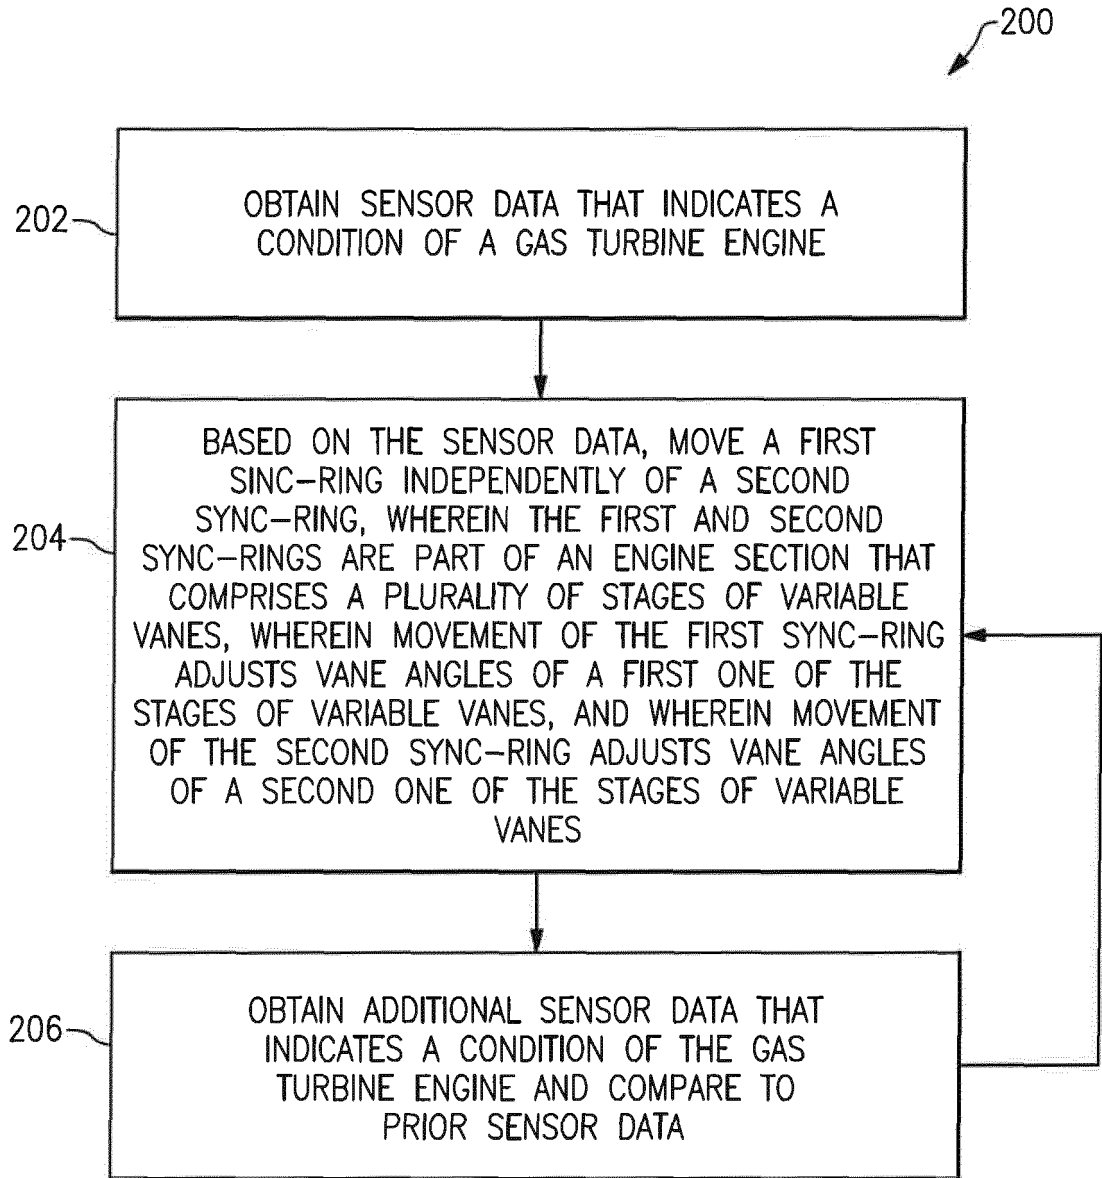 200
202
OBTAIN SENSOR DATA THAT INDICATES A
CONDITION OF A GAS TURBINE ENGINE
204
BASED ON THE SENSOR DATA, MOVE A FIRST
SINC-RING INDEPENDENTLY OF A SECOND
SYNC-RING, WHEREIN THE FIRST AND SECOND
SYNC-RINGS ARE PART OF AN ENGINE SECTION THAT
COMPRISES A PLURALITY OF STAGES OF VARIABLE
VANES, WHEREIN MOVEMENT OF THE FIRST SYNC-RING
ADJUSTS VANE ANGLES OF A FIRST ONE OF THE
STAGES OF VARIABLE VANES, AND WHEREIN MOVEMENT
OF THE SECOND SYNC-RING ADJUSTS VANE ANGLES
OF A SECOND ONE OF THE STAGES OF VARIABLE
VANES
206
OBTAIN ADDITIONAL SENSOR DATA THAT
INDICATES A CONDITION OF THE GAS
TURBINE ENGINE AND COMPARE TO
PRIOR SENSOR DATA